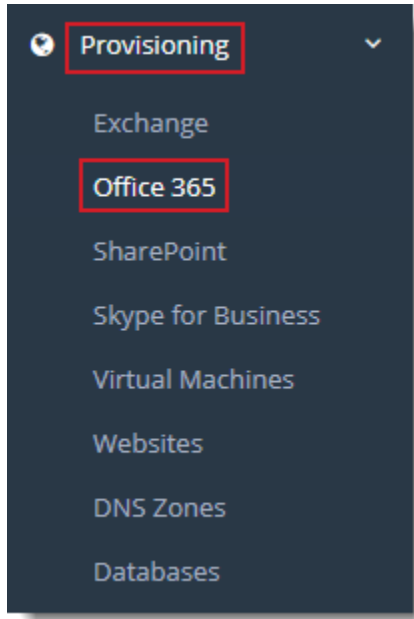 Provisioning
Exchange
Office 365
SharePoint
Skype for Business
Virtual Machines
Websites
DNS Zones
Databases